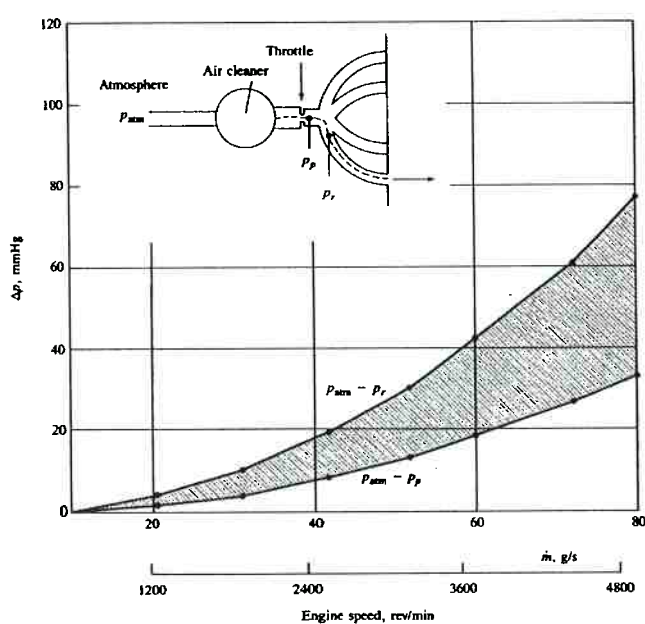 120
100
80
60
40
20
0
Δp, mmHg
Throttle
Air cleaner
Atmosphere
p_atm
p_p
p_r
p_atm − p_r
p_atm − p_p
20 40 60 80
ṁ, g/s
1200 2400 3600 4800
Engine speed, rev/min